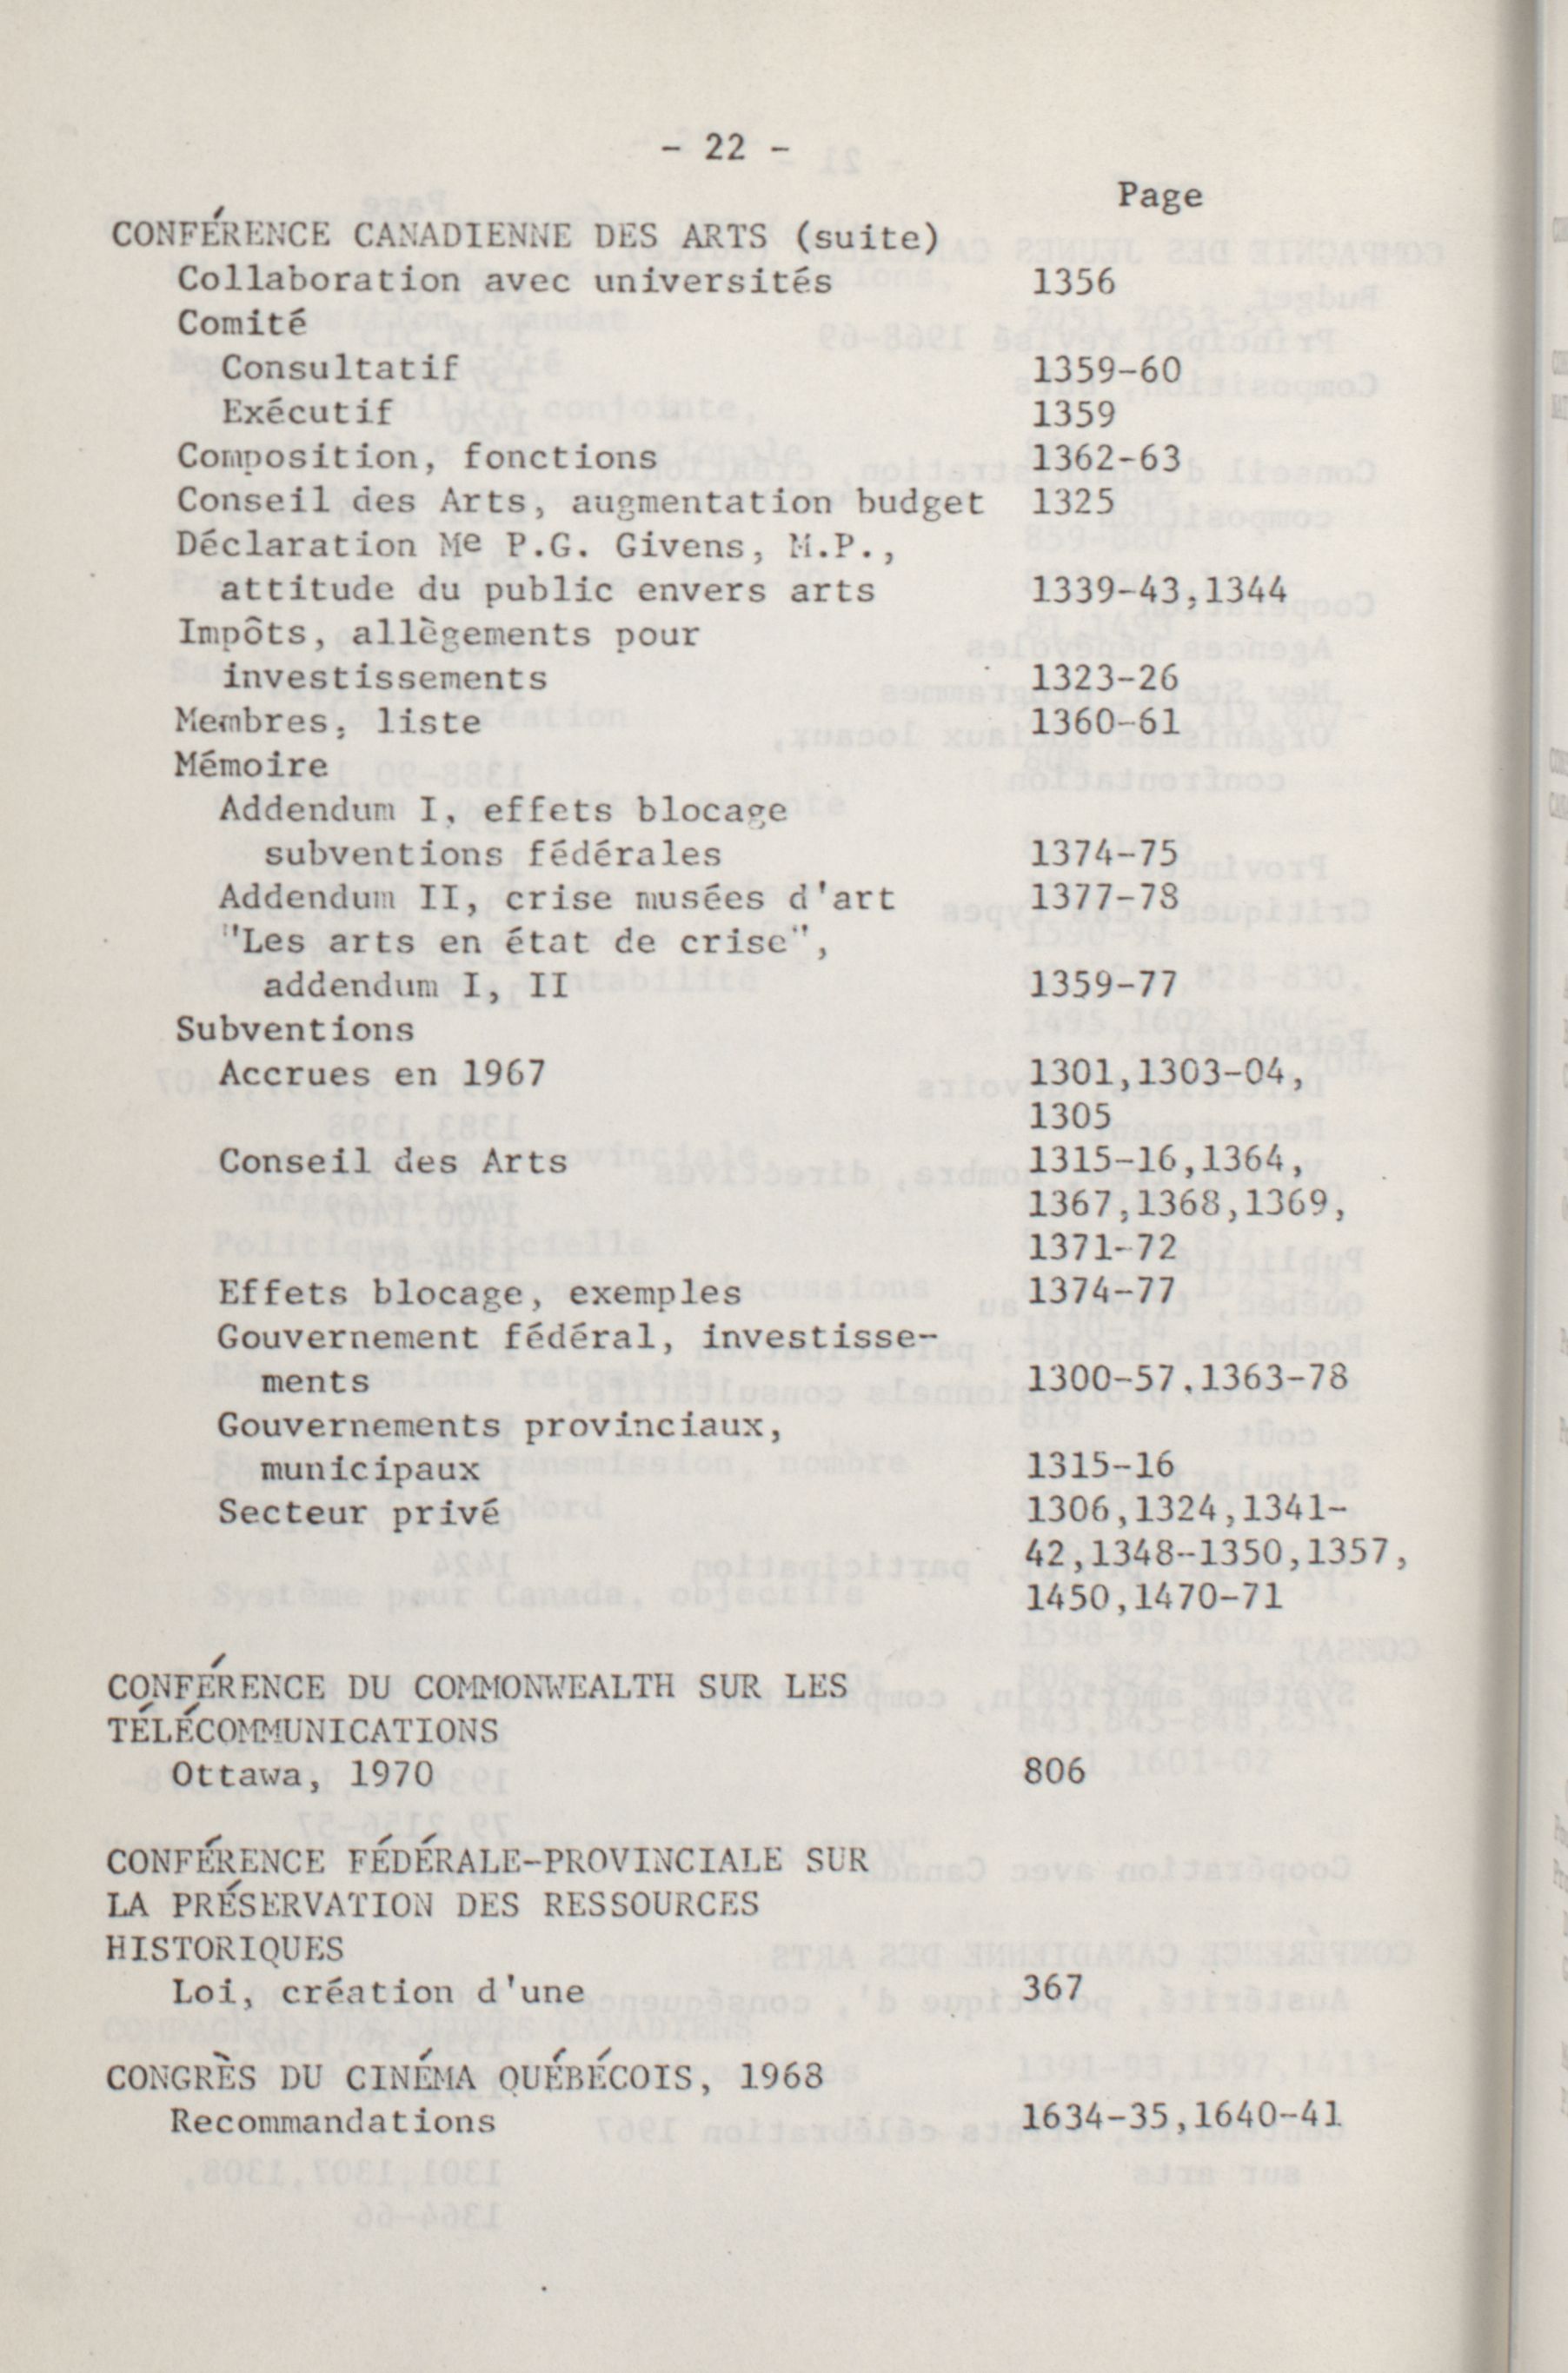 - 22 -
Page
CONFÉRENCE CANADIENNE DES ARTS (suite)
Collaboration avec universités 1356
Comité
Consultatif 1359-60
Exécutif 1359
Composition, fonctions 1362-63
Conseil des Arts, augmentation budget 1325
Déclaration Me P.G. Givens, M.P.,
attitude du public envers arts 1339-43,1344
Impôts, allègements pour
investissements 1323-26
Membres, liste 1360-61
Mémoire
Addendum I, effets blocage
subventions fédérales 1374-75
Addendum II, crise musées d'art 1377-78
"Les arts en état de crise",
addendum I, II 1359-77
Subventions
Accrues en 1967 1301,1303-04,
1305
Conseil des Arts 1315-16,1364,
1367,1368,1369,
1371-72
Effets blocage, exemples 1374-77
Gouvernement fédéral, investisse-
ments 1300-57,1363-78
Gouvernements provinciaux,
municipaux 1315-16
Secteur privé 1306,1324,1341-
42,1348-1350,1357,
1450,1470-71
CONFÉRENCE DU COMMONWEALTH SUR LES
TÉLÉCOMMUNICATIONS
Ottawa, 1970 806
CONFÉRENCE FÉDÉRALE-PROVINCIALE SUR
LA PRÉSERVATION DES RESSOURCES
HISTORIQUES
Loi, création d'une 367
CONGRÈS DU CINÉMA QUÉBÉCOIS, 1968
Recommandations 1634-35,1640-41